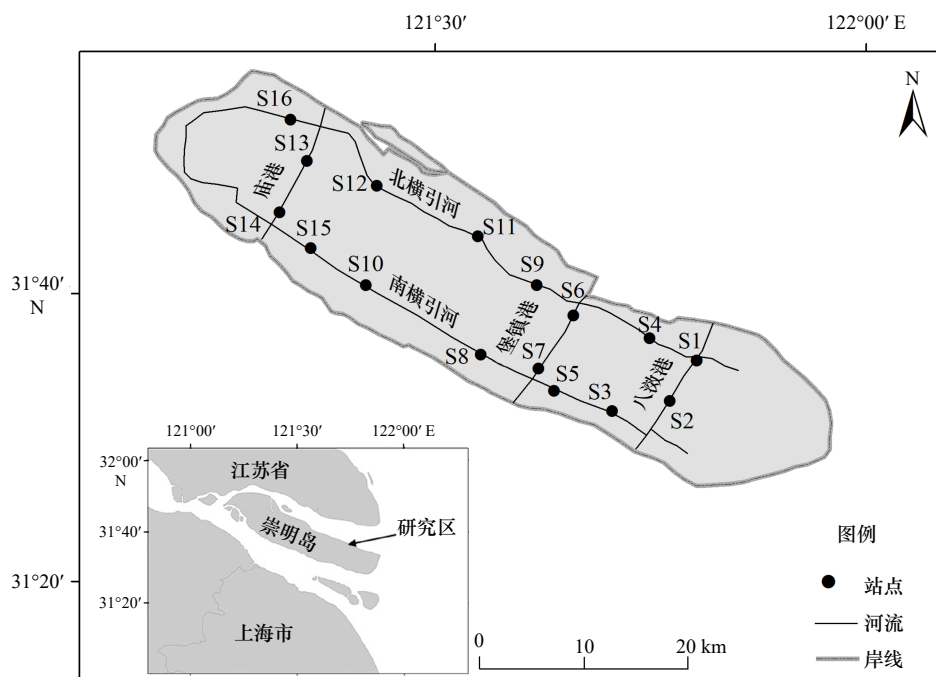 121°30′
122°00′ E
N
S16
S13
庙港
S12
北横引河
S14
S15
S11
31°40′
N
S10
S9
S6
南横引河
堡镇港
S4
S1
S8
S7
S5
八滧港
S3
S2
121°00′
121°30′
122°00′ E
32°00′
N
江苏省
崇明岛
研究区
31°40′
图例
31°20′
站点
31°20′
河流
上海市
0
10
20 km
岸线